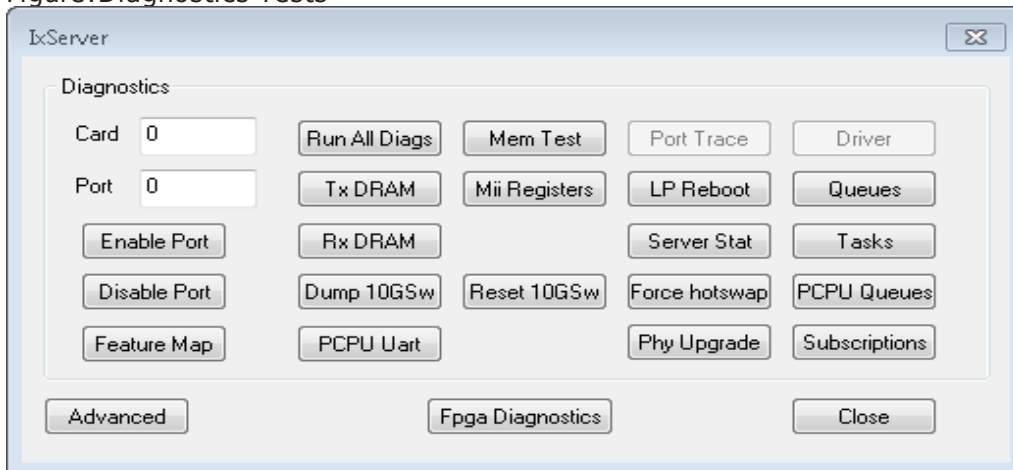 Figure:Diagnostics Tests
IxServer
Diagnostics
Card 0 Run All Diags Mem Test Port Trace Driver
Port 0 Tx DRAM Mii Registers LP Reboot Queues
Enable Port Rx DRAM Server Stat Tasks
Disable Port Dump 10GSw Reset 10GSw Force hotswap PCPU Queues
Feature Map PCPU Uart Phy Upgrade Subscriptions
Advanced Fpga Diagnostics Close